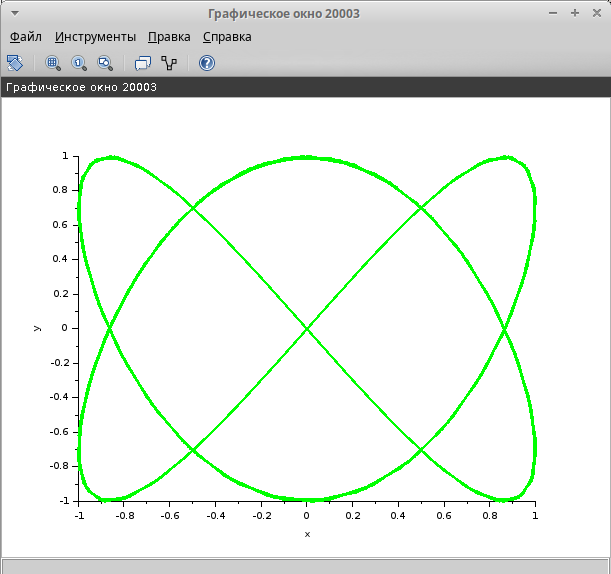 Графическое окно 20003
Файл Инструменты Правка Справка
Графическое окно 20003
1
0.8
0.6
0.4
0.2
0
-0.2
-0.4
-0.6
-0.8
-1
y
-1 -0.8 -0.6 -0.4 -0.2 0 0.2 0.4 0.6 0.8 1
x